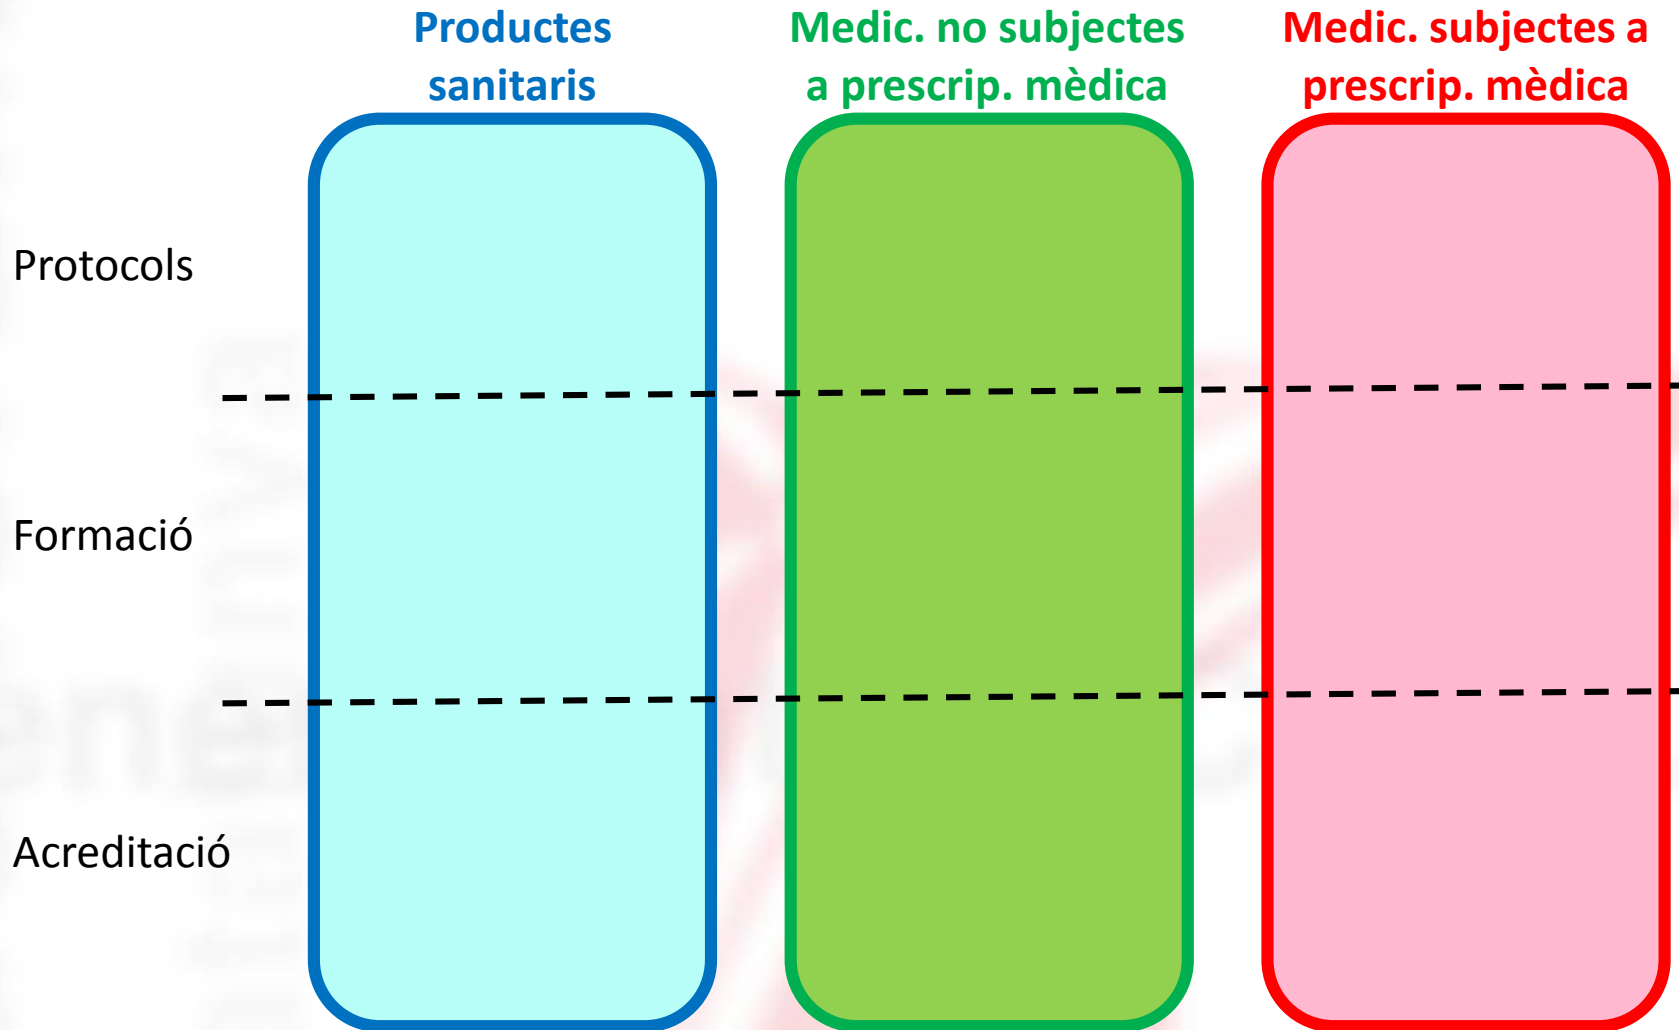 Productes
sanitaris
Medic. no subjectes
a prescrip. mèdica
Medic. subjectes a
prescrip. mèdica
Protocols
Formació
Acreditació